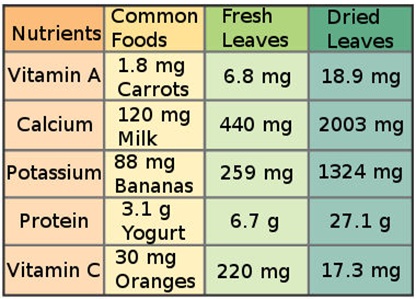 Nutrients Common Foods Fresh Leaves Dried Leaves
Vitamin A 1.8 mg Carrots 6.8 mg 18.9 mg
Calcium 120 mg Milk 440 mg 2003 mg
Potassium 88 mg Bananas 259 mg 1324 mg
Protein 3.1 g Yogurt 6.7 g 27.1 g
Vitamin C 30 mg Oranges 220 mg 17.3 mg